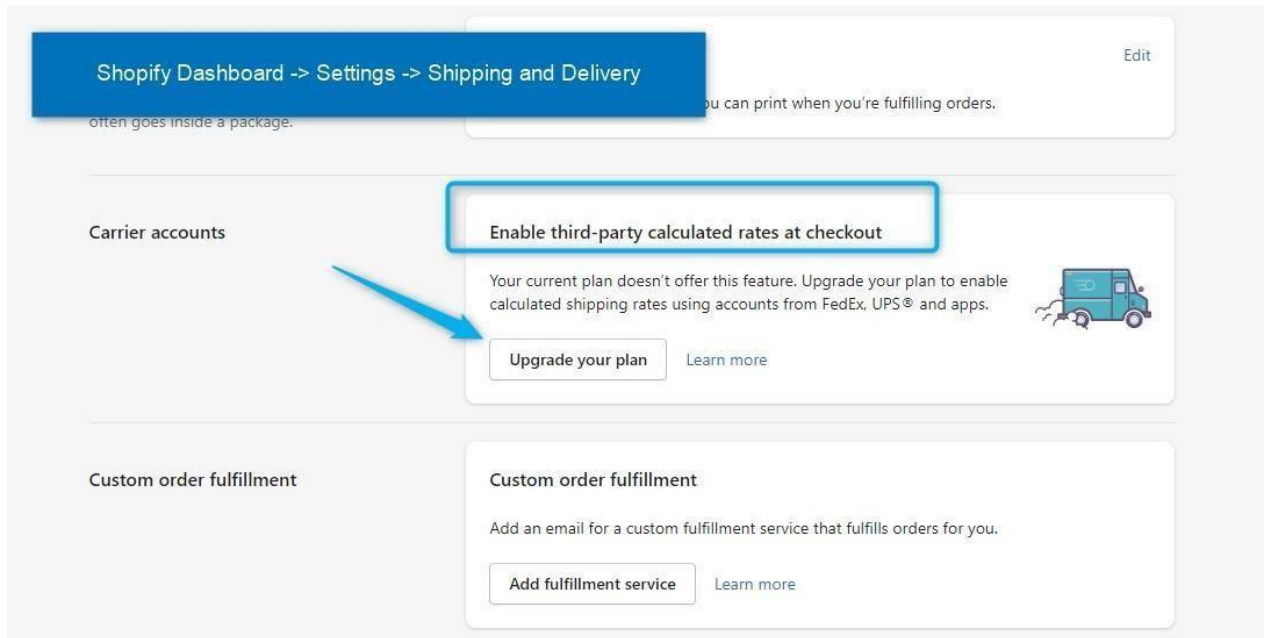 Edit
Shopify Dashboard -> Settings -> Shipping and Delivery
you can print when you're fulfilling orders.
often goes inside a package.
Carrier accounts
Enable third-party calculated rates at checkout
Your current plan doesn't offer this feature. Upgrade your plan to enable
calculated shipping rates using accounts from FedEx, UPS® and apps.
Upgrade your plan
Learn more
Custom order fulfillment
Custom order fulfillment
Add an email for a custom fulfillment service that fulfills orders for you.
Add fulfillment service
Learn more